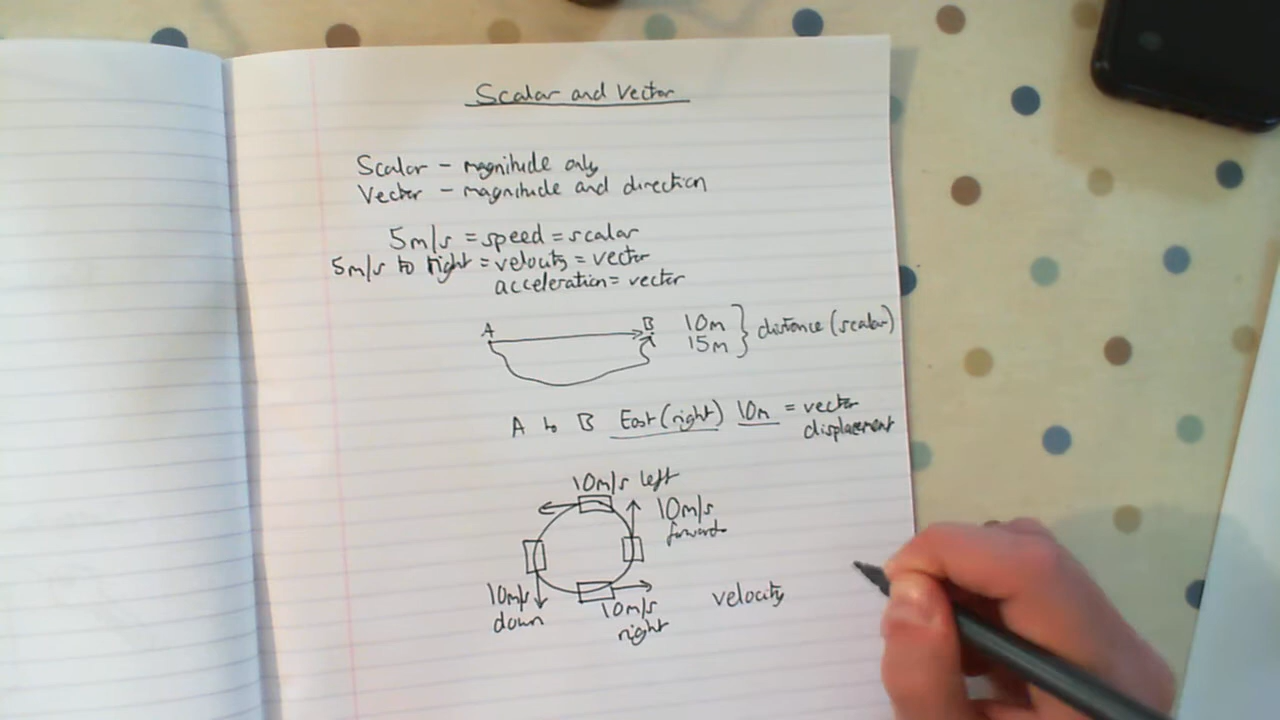 Scalar and Vector
Scalar - magnitude only
Vector - magnitude and direction
5m/s = speed = scalar
5m/s to right = velocity = vector
acceleration = vector
A B 10m } distance (scalar)
15m
A to B East (right) 10m = vector
displacement
10m/s left
10m/s
forward
10m/s
down
10m/s
right
velocity